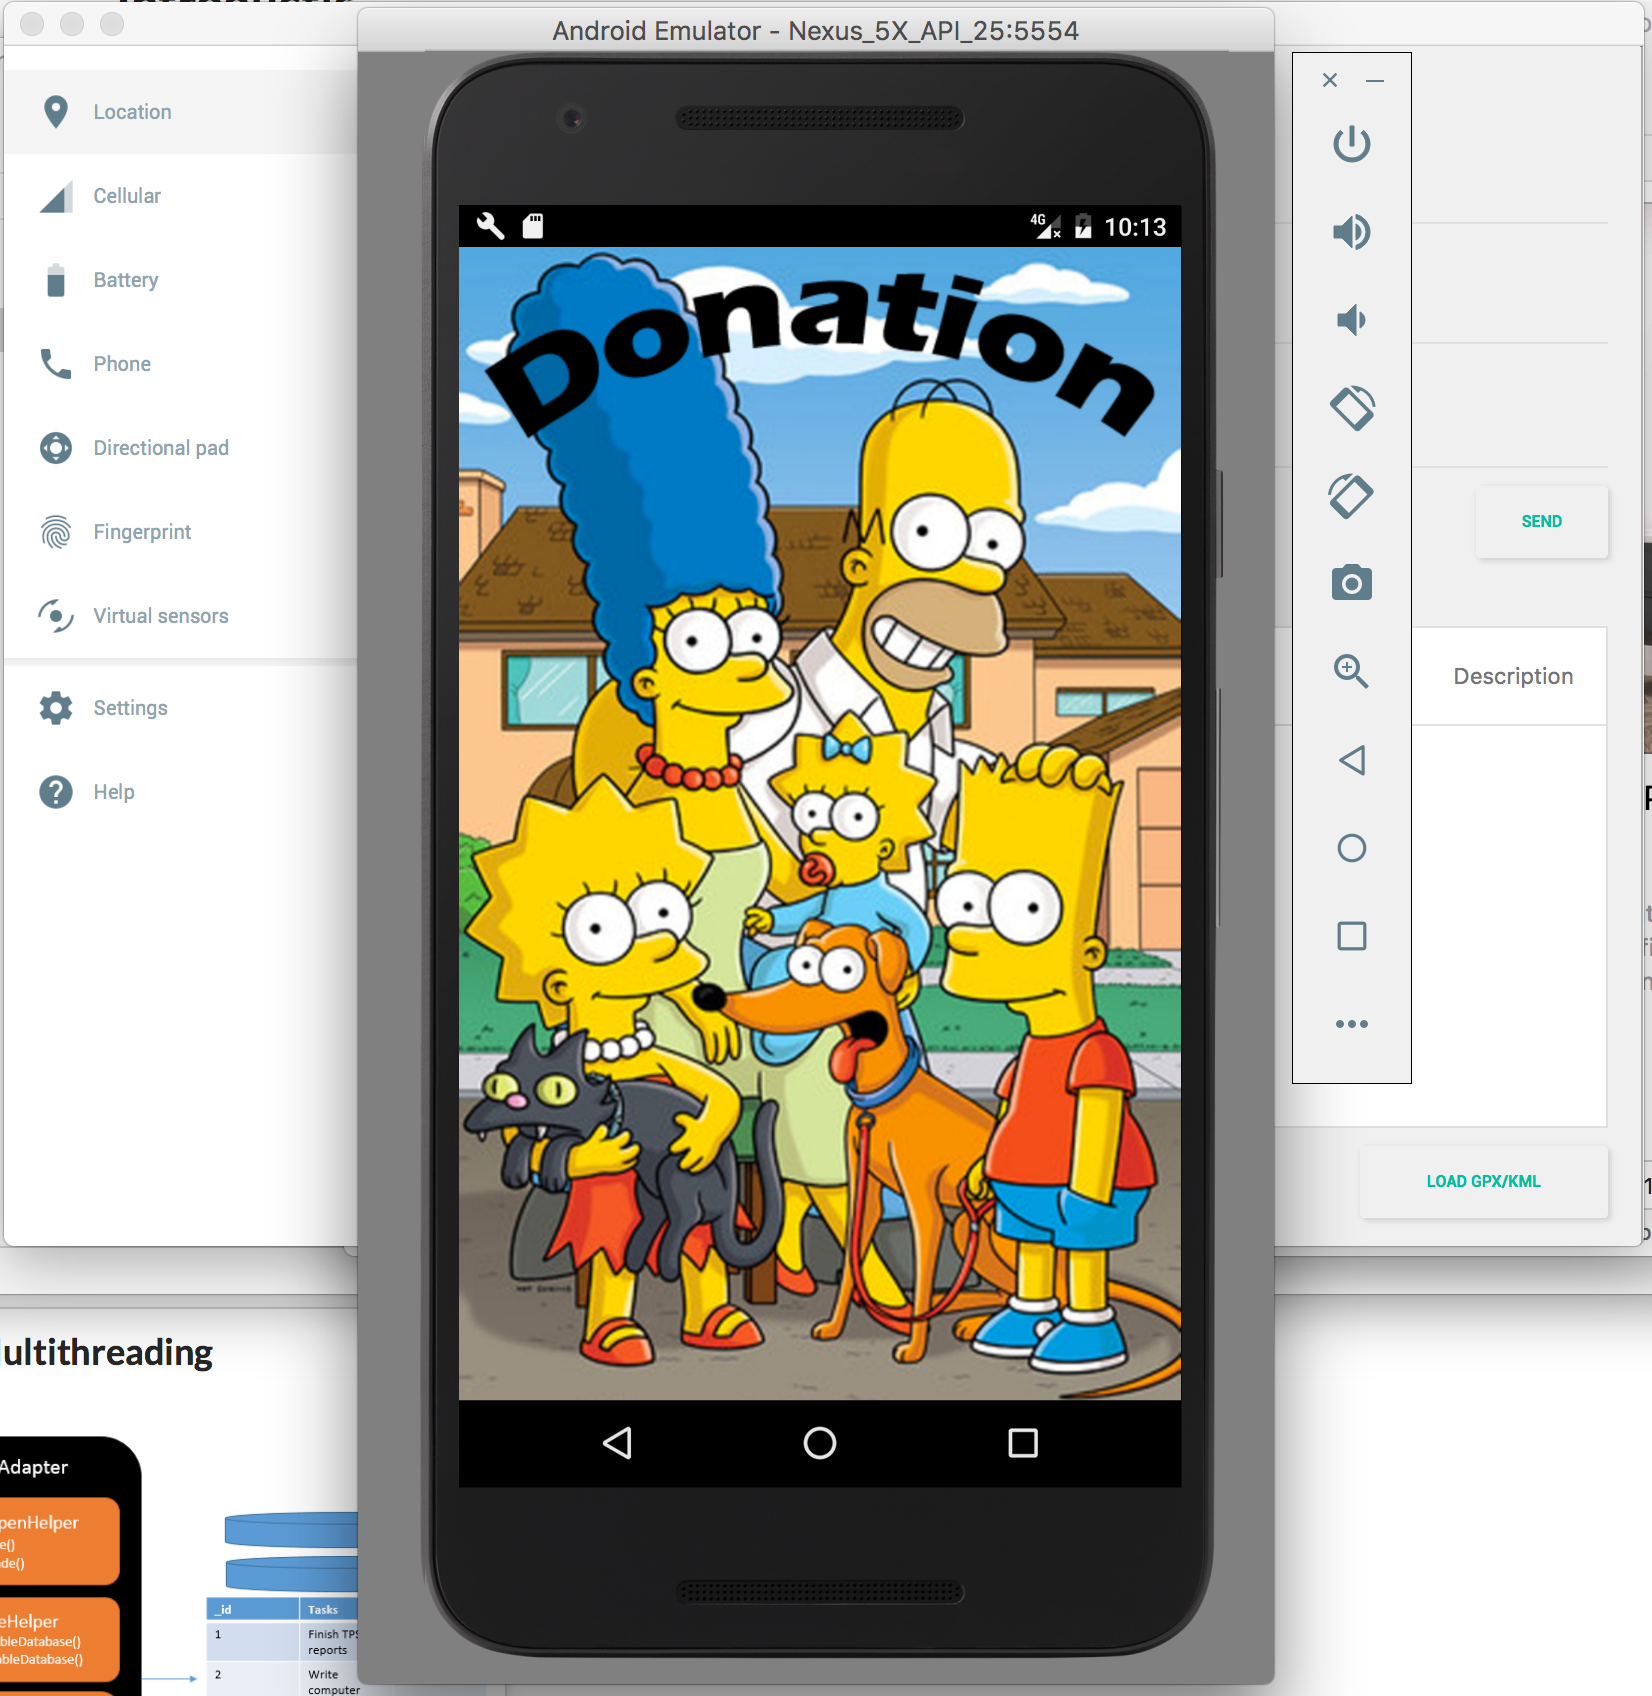 Android Emulator - Nexus_5X_API_25:5554
Location
Cellular
Battery
Phone
Directional pad
Fingerprint
Virtual sensors
Settings
Help
4G 10:13
Donation
SEND
Description
LOAD GPX/KML
ultithreading
Adapter
penHelper
e()
de()
eHelper
bleDatabase()
ableDatabase()
_id Tasks
1 Finish TPS
reports
2 Write
computer